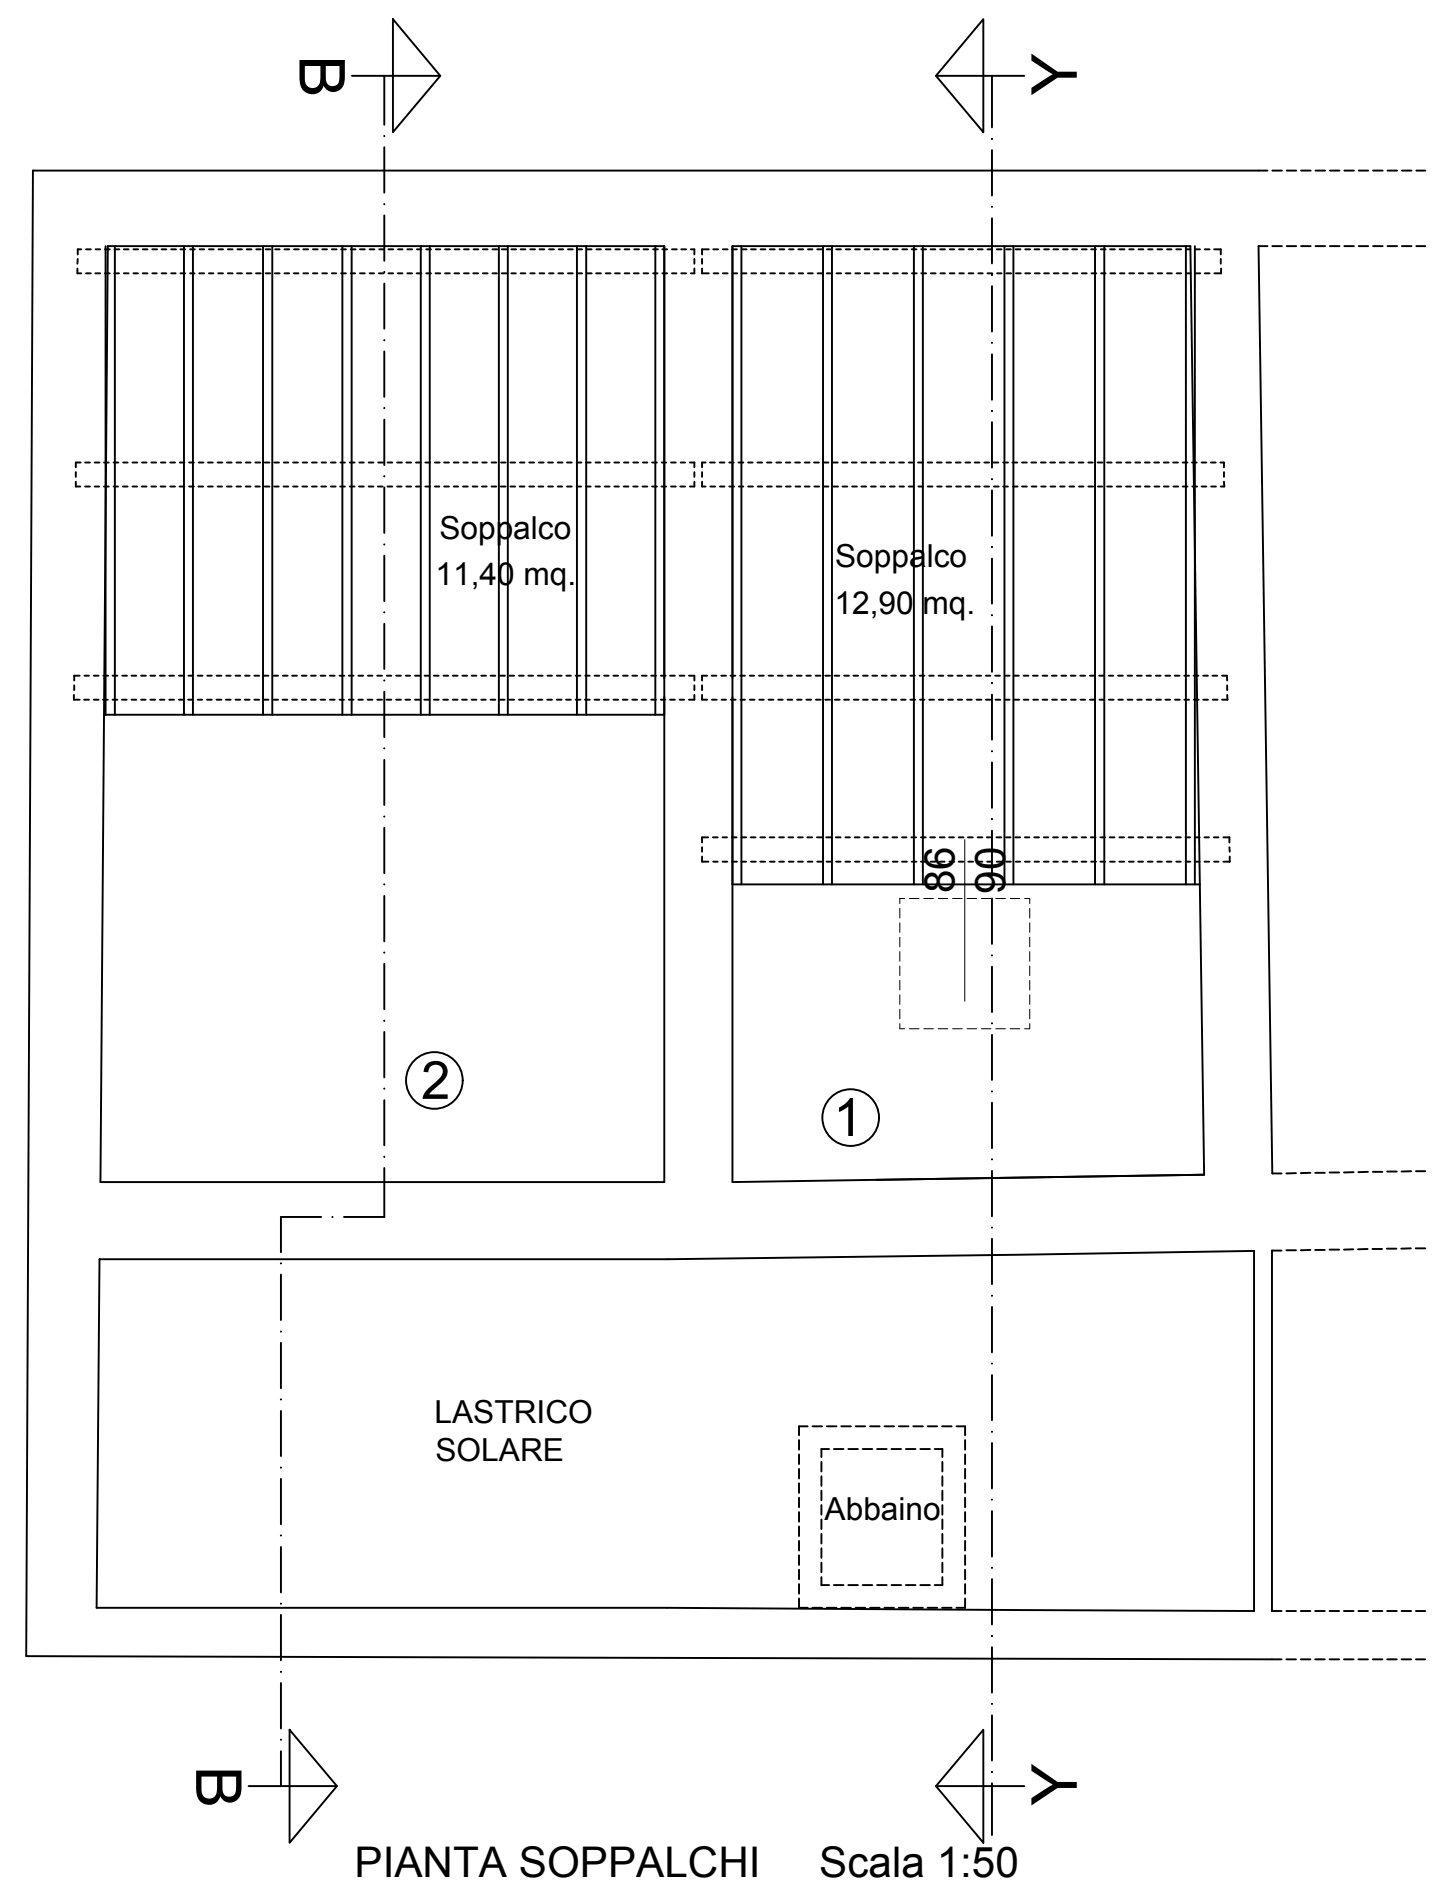 B
Y
Soppalco
11,40 mq.
Soppalco
12,90 mq.
86
90
2
1
LASTRICO
SOLARE
Abbaino
B
Y
PIANTA SOPPALCHI Scala 1:50